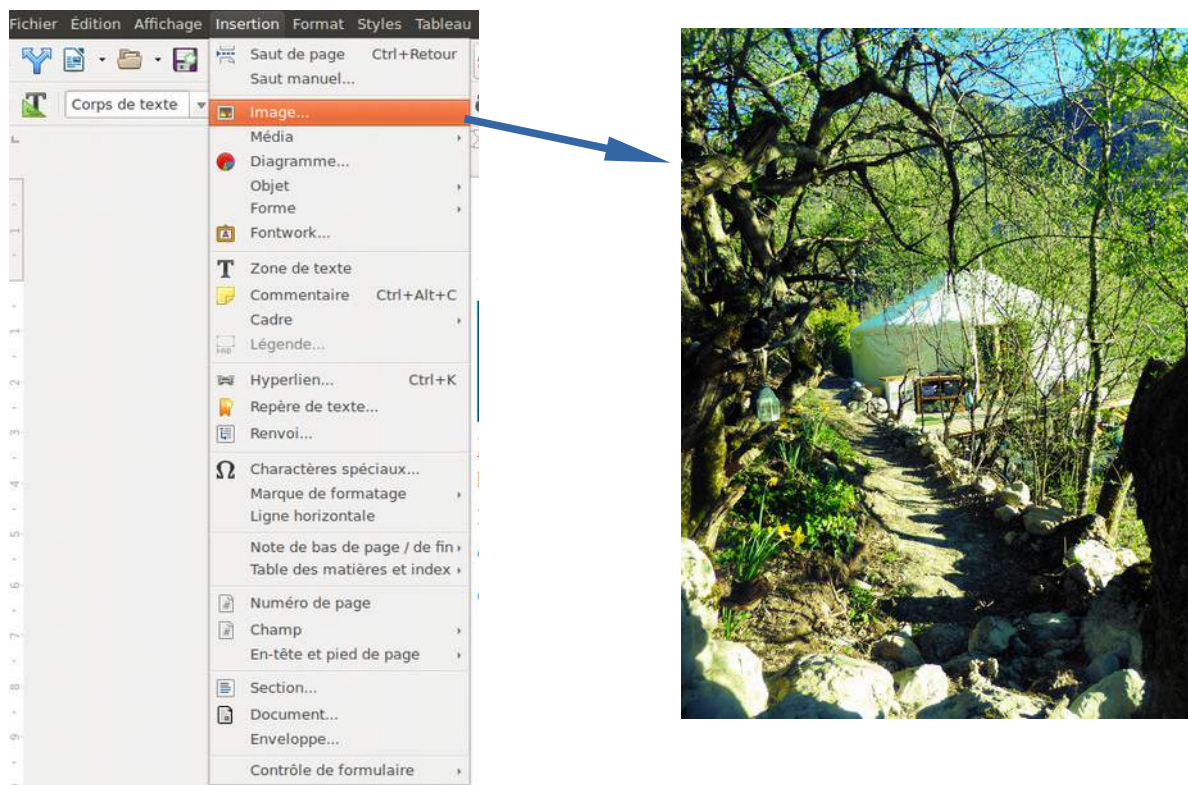 Fichier Édition Affichage Insertion Format Styles Tableau
Saut de page Ctrl+Retour
Saut manuel...
Corps de texte
Image...
Média
Diagramme...
Objet
Forme
Fontwork...
Zone de texte
Commentaire Ctrl+Alt+C
Cadre
Légende...
Hyperlien... Ctrl+K
Repère de texte...
Renvoi...
Charactères spéciaux...
Marque de formatage
Ligne horizontale
Note de bas de page / de fin
Table des matières et index
Numéro de page
Champ
En-tête et pied de page
Section...
Document...
Enveloppe...
Contrôle de formulaire